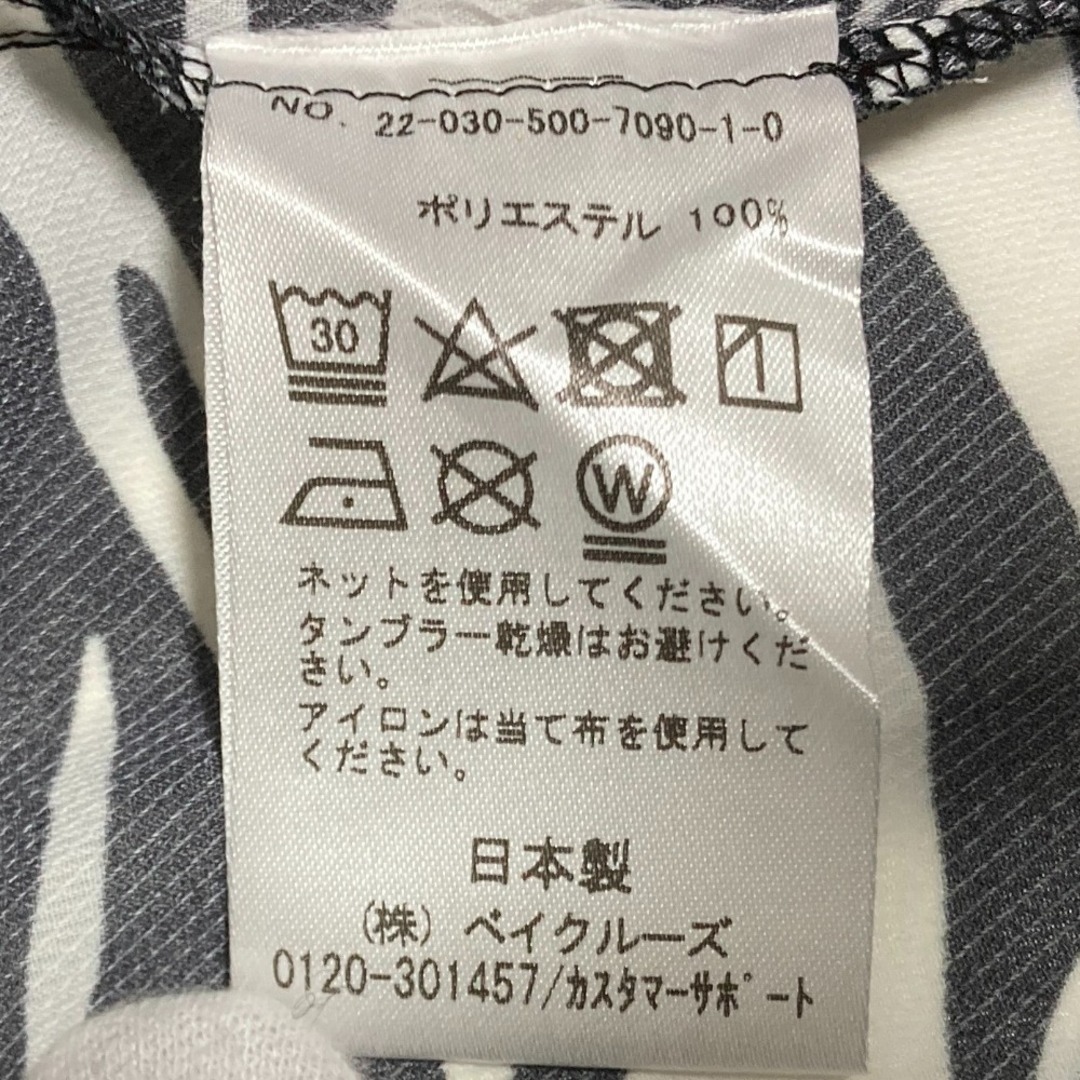 NO. 22-030-500-7090-1-0
ポリエステル 100%
30
W
ネットを使用してください。
タンブラー乾燥はお避けくだ
さい。
アイロンは当て布を使用して
ください。
日本製
(株) ベイクルーズ
0120-301457/カスタマーサポート